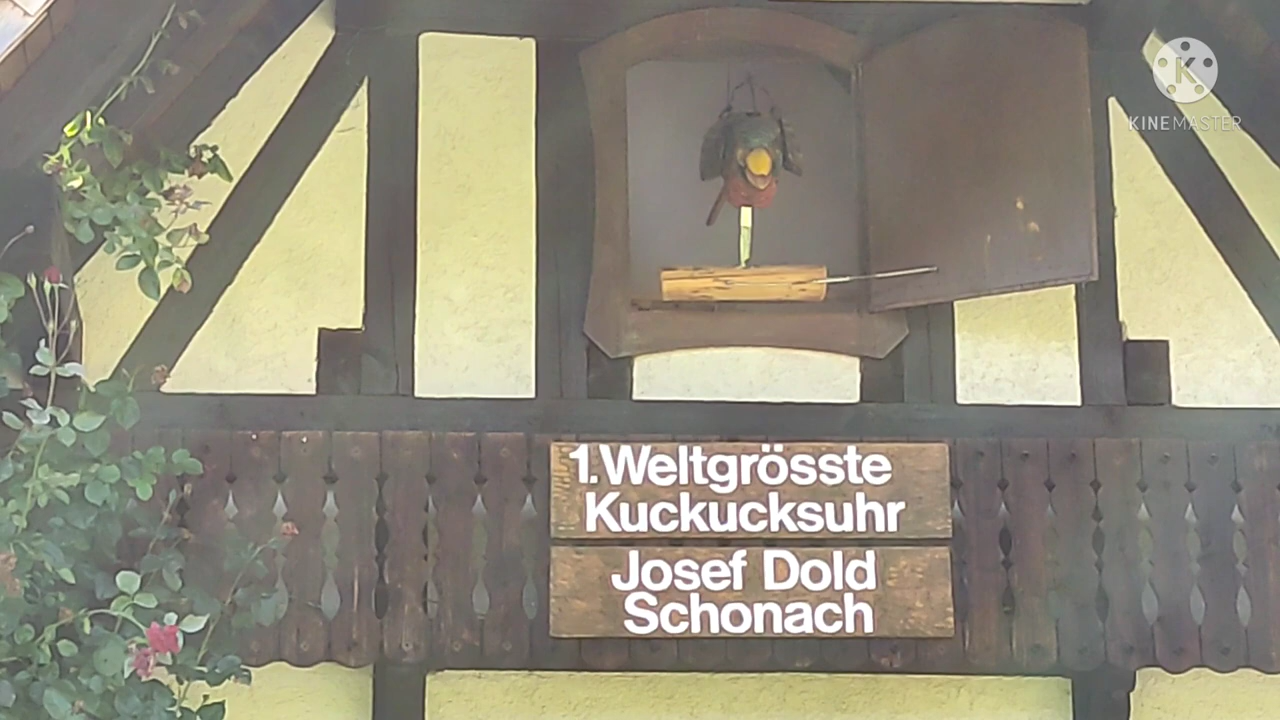 K
KINEMASTER
1.Weltgrösste
Kuckucksuhr
Josef Dold
Schonach